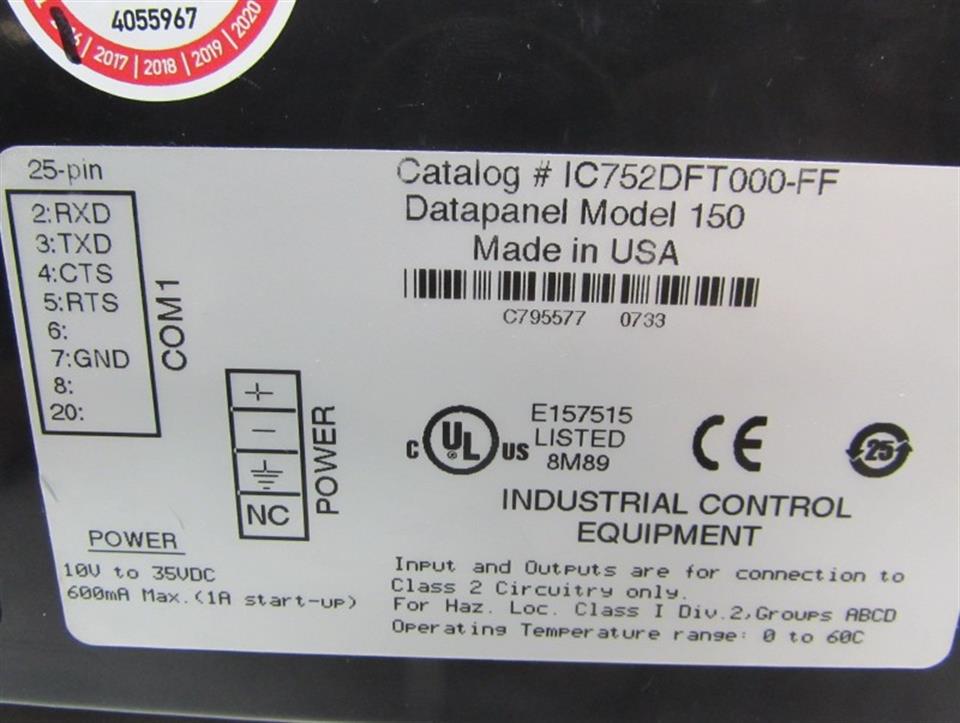 4055967
2017 | 2018 | 2019 | 2020
25-pin
2:RXD
3:TXD
4:CTS
5:RTS
6:
7:GND
8:
20:
COM1
+
-
NC
POWER
POWER
10V to 35VDC
600mA Max.(1A start-up)
Catalog # IC752DFT000-FF
Datapanel Model 150
Made in USA
C795577 0733
C UL US
E157515
LISTED
8M89
CE
25
INDUSTRIAL CONTROL
EQUIPMENT
Input and Outputs are for connection to
Class 2 Circuitry only.
For Haz. Loc. Class I Div.2,Groups ABCD
Operating Temperature range: 0 to 60C